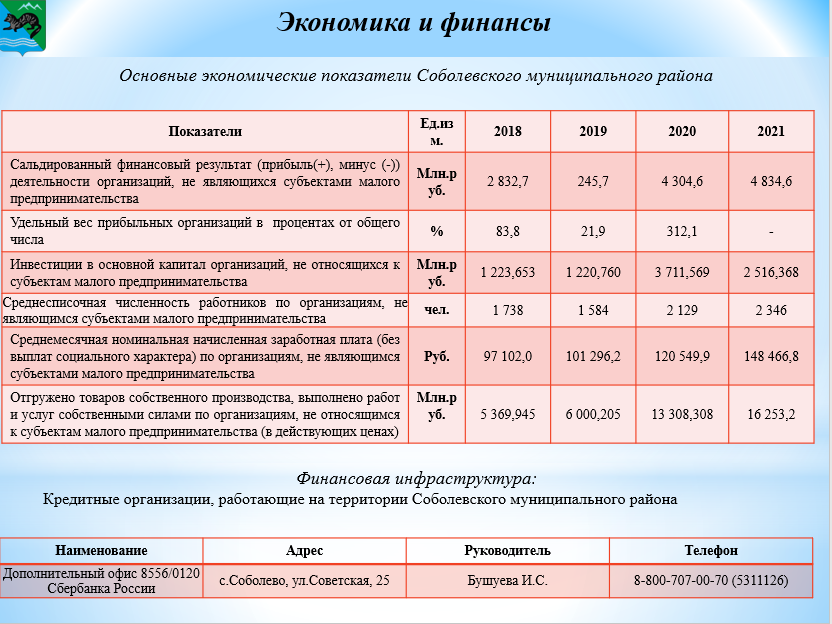 Экономика и финансы
Основные экономические показатели Соболевского муниципального района
Показатели
Ед.из
м.
2018
2019
2020
2021
Сальдированный финансовый результат (прибыль(+), минус (-))
деятельности организаций, не являющихся субъектами малого
предпринимательства
Млн.р
уб.
2 832,7
245,7
4 304,6
4 834,6
Удельный вес прибыльных организаций в процентах от общего
числа
%
83,8
21,9
312,1
-
Инвестиции в основной капитал организаций, не относящихся к
субъектам малого предпринимательства
Млн.р
уб.
1 223,653
1 220,760
3 711,569
2 516,368
Среднесписочная численность работников по организациям, не
являющимся субъектами малого предпринимательства
чел.
1 738
1 584
2 129
2 346
Среднемесячная номинальная начисленная заработная плата (без
выплат социального характера) по организациям, не являющимся
субъектами малого предпринимательства
Руб.
97 102,0
101 296,2
120 549,9
148 466,8
Отгружено товаров собственного производства, выполнено работ
и услуг собственными силами по организациям, не относящимся
к субъектам малого предпринимательства (в действующих ценах)
Млн.р
уб.
5 369,945
6 000,205
13 308,308
16 253,2
Финансовая инфраструктура:
Кредитные организации, работающие на территории Соболевского муниципального района
Наименование
Адрес
Руководитель
Телефон
Дополнительный офис 8556/0120
Сбербанка России
с.Соболево, ул.Советская, 25
Бушуева И.С.
8-800-707-00-70 (5311126)